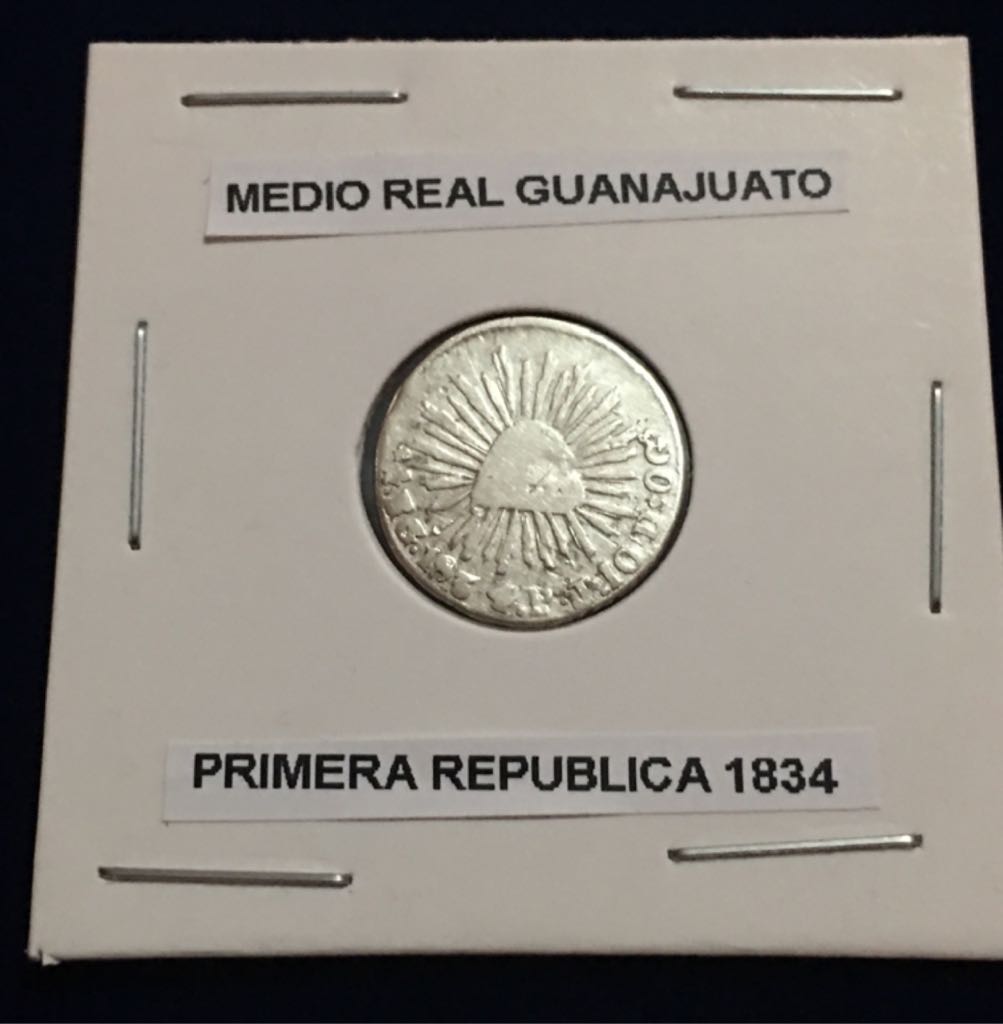 MEDIO REAL GUANAJUATO
PRIMERA REPUBLICA 1834